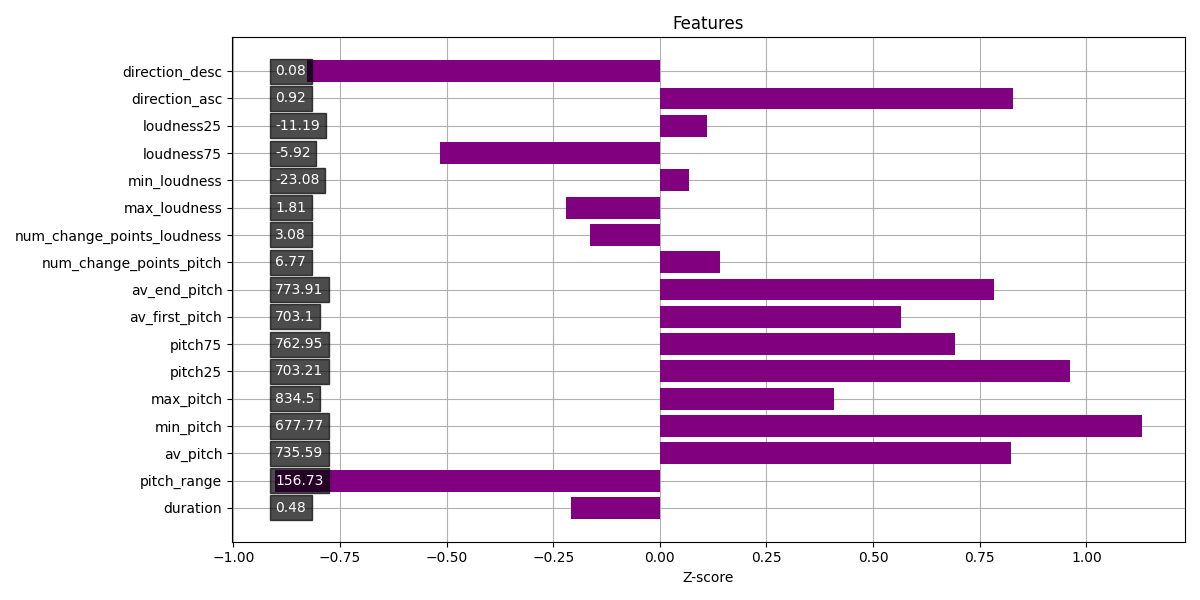 Features
direction_desc 0.08
direction_asc 0.92
loudness25 -11.19
loudness75 -5.92
min_loudness -23.08
max_loudness 1.81
num_change_points_loudness 3.08
num_change_points_pitch 6.77
av_end_pitch 773.91
av_first_pitch 703.1
pitch75 762.95
pitch25 703.21
max_pitch 834.5
min_pitch 677.77
av_pitch 735.59
pitch_range 156.73
duration 0.48
−1.00 −0.75 −0.50 −0.25 0.00 0.25 0.50 0.75 1.00
Z-score